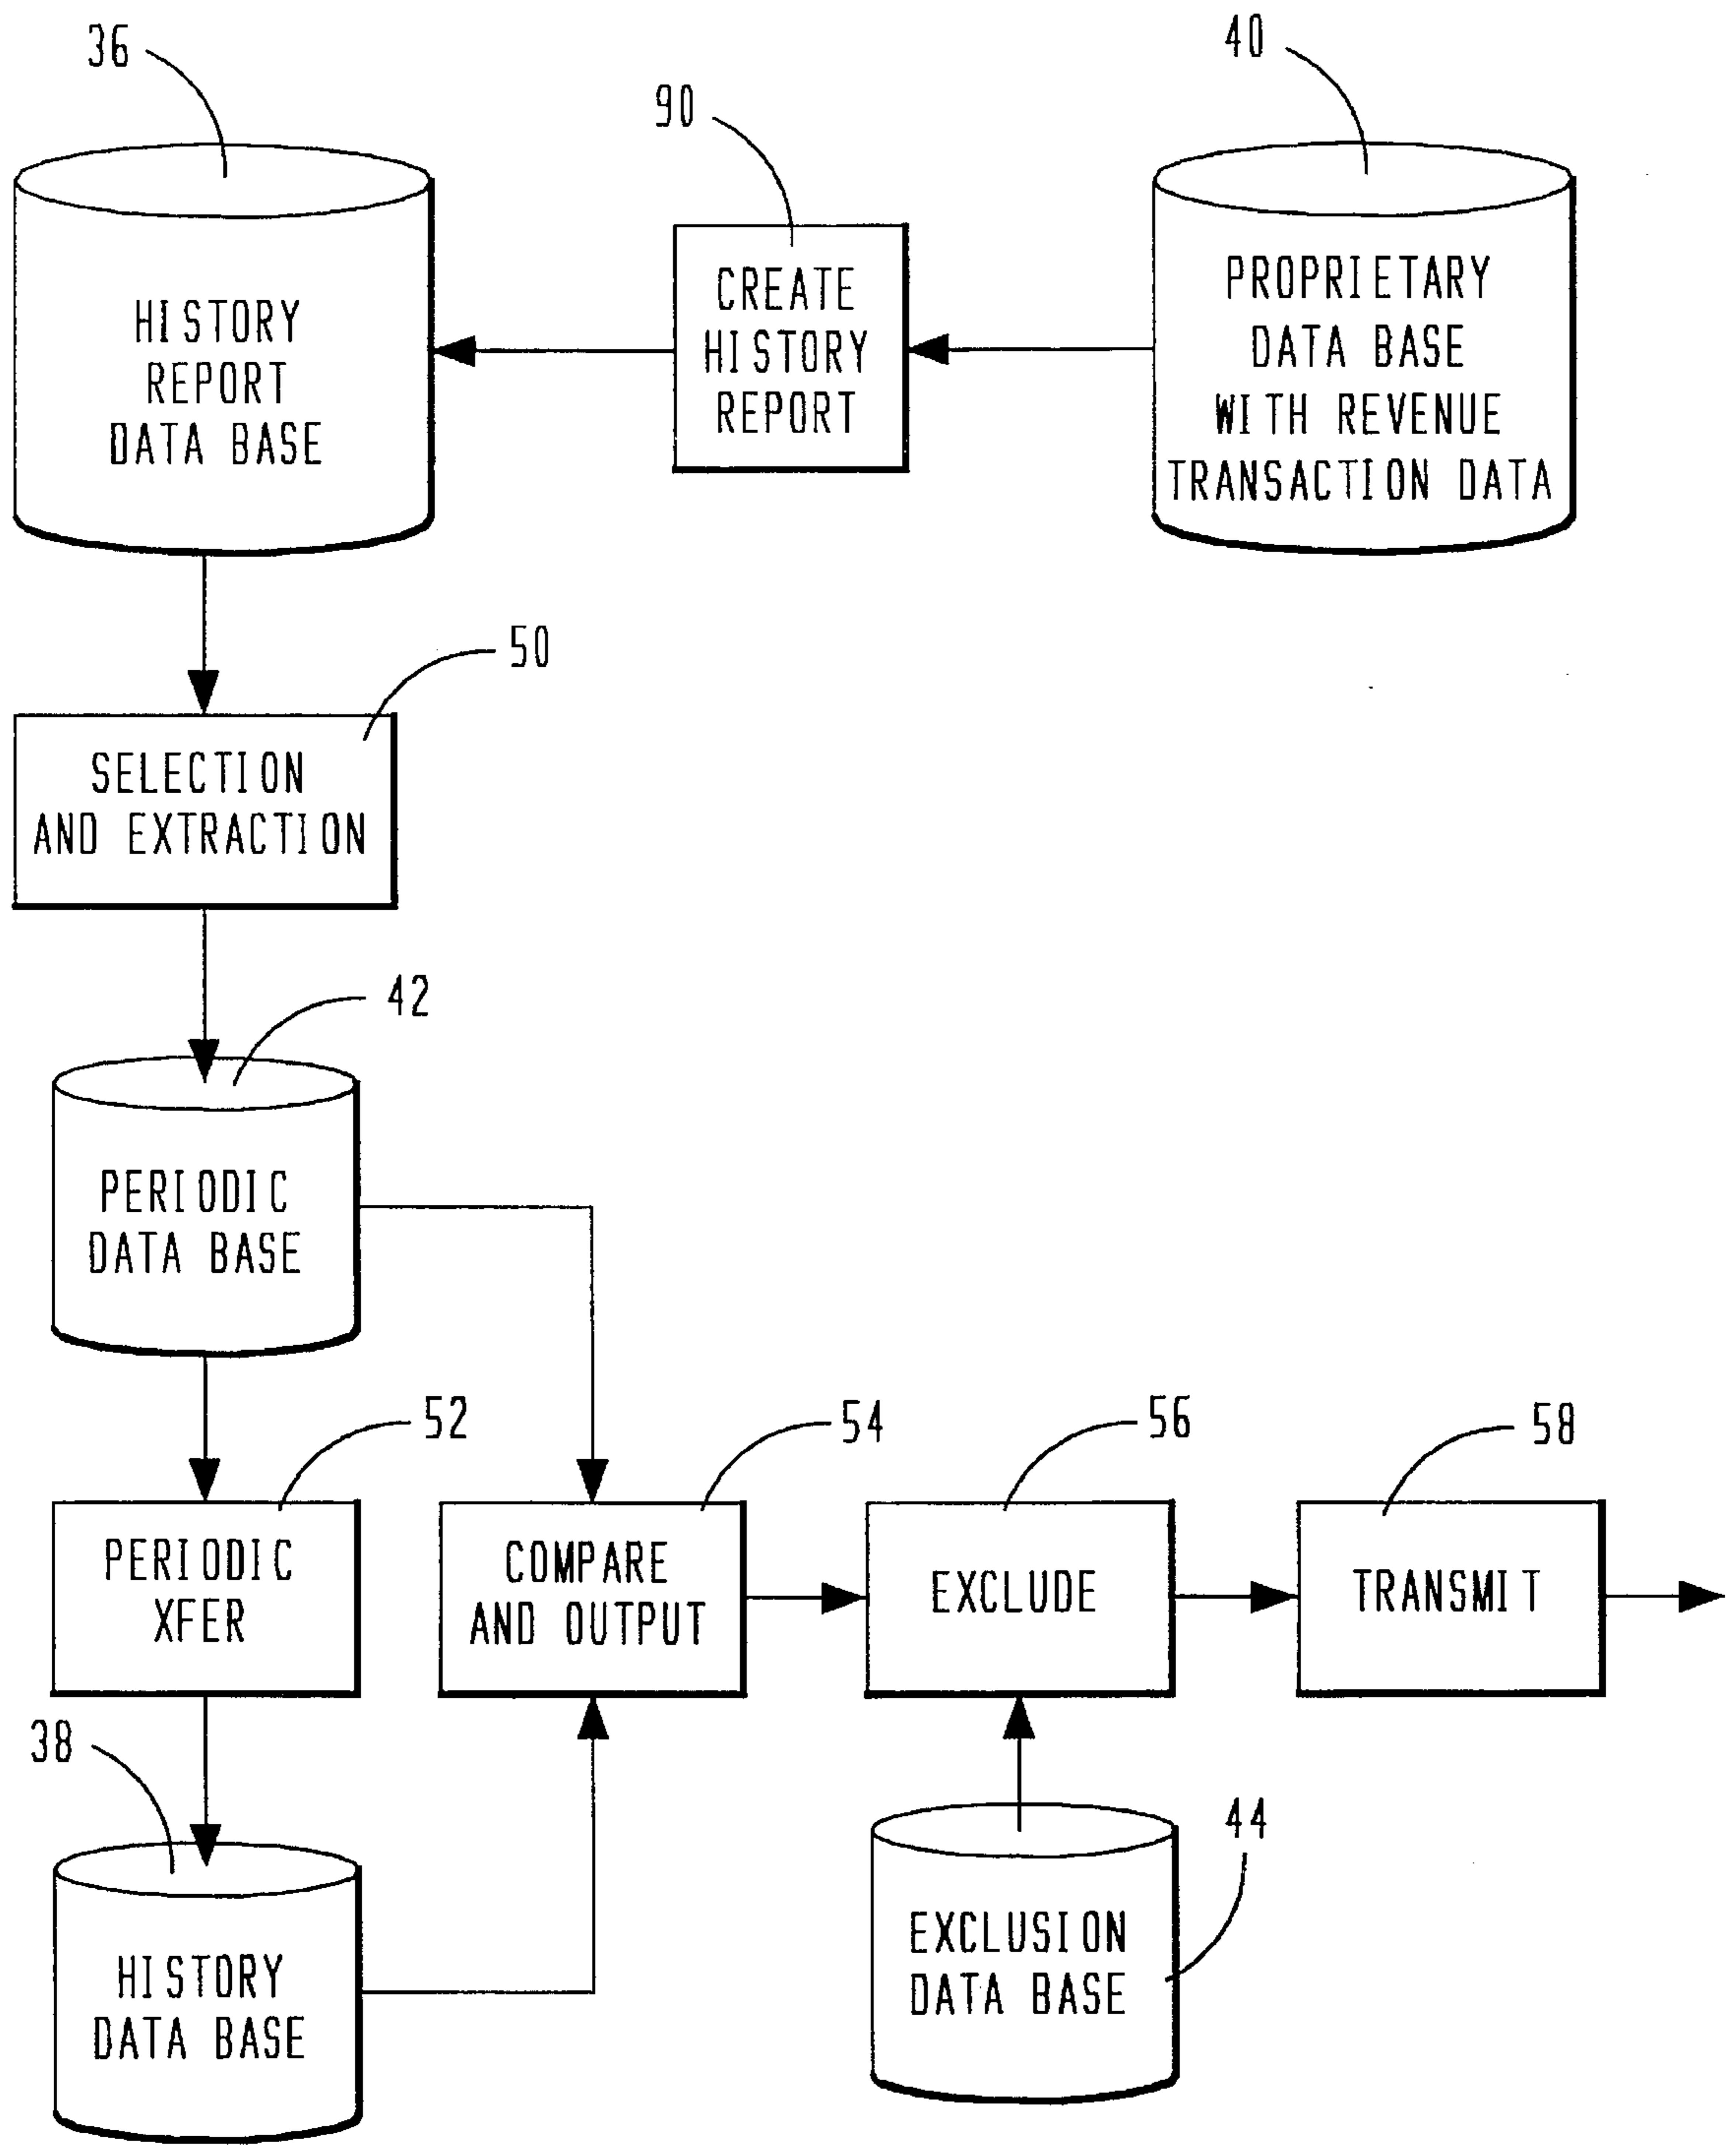 36
40
90
HISTORY
REPORT
DATA BASE
CREATE
HISTORY
REPORT
PROPRIETARY
DATA BASE
WITH REVENUE
TRANSACTION DATA
50
SELECTION
AND EXTRACTION
42
PERIODIC
DATA BASE
52
54
56
58
PERIODIC
XFER
COMPARE
AND OUTPUT
EXCLUDE
TRANSMIT
38
44
HISTORY
DATA BASE
EXCLUSION
DATA BASE